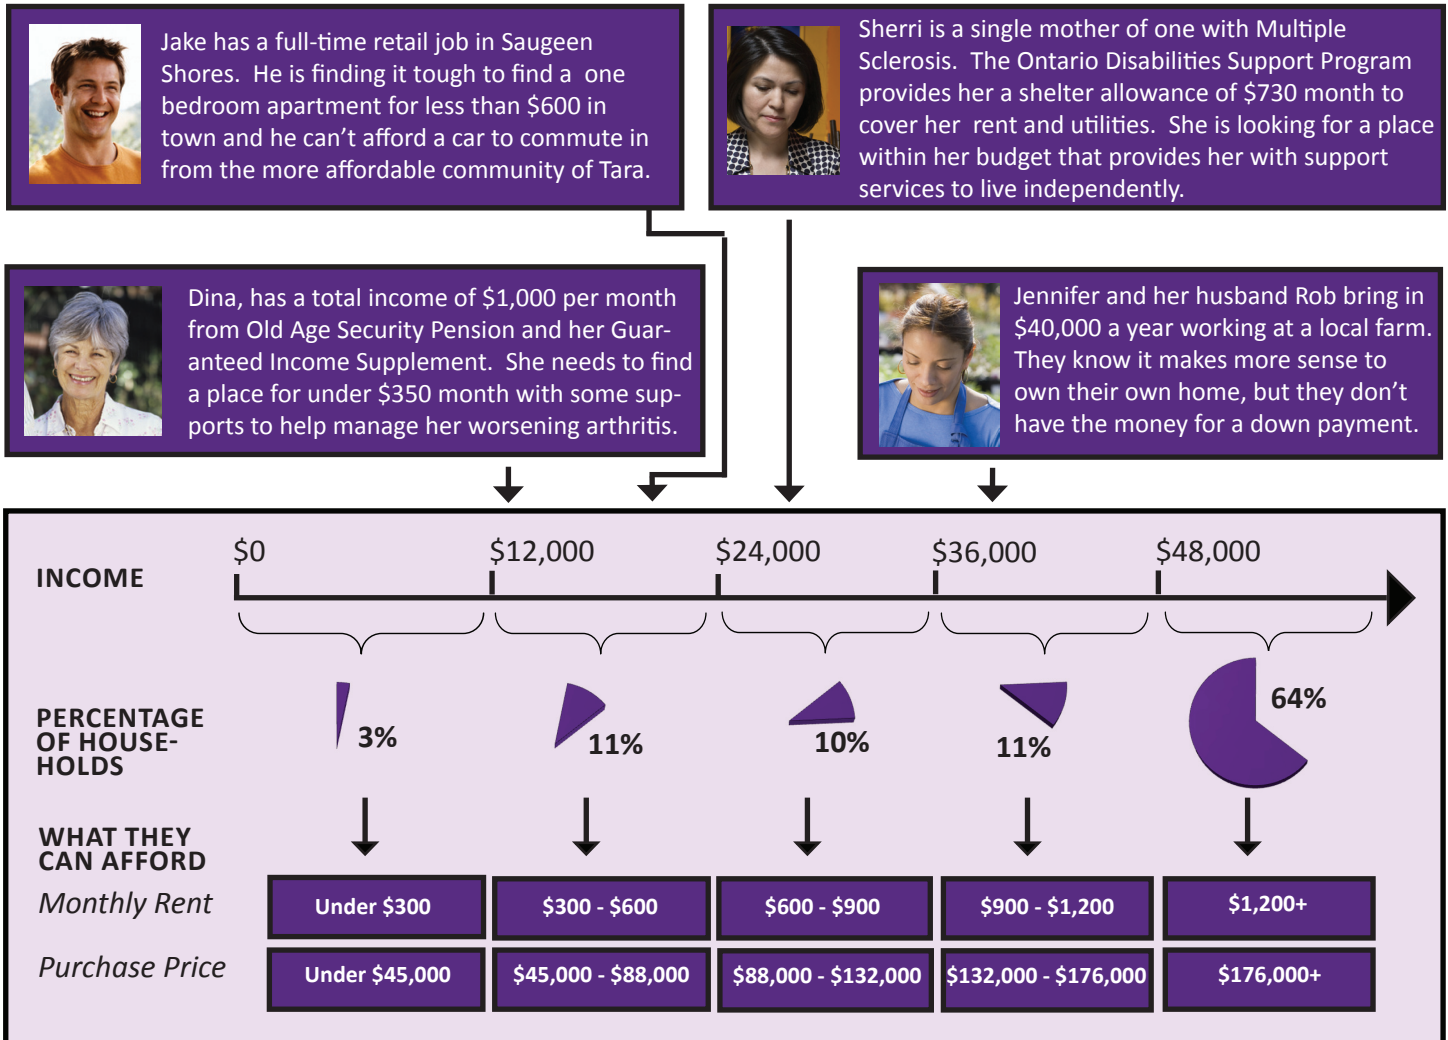 Jake has a full-time retail job in Saugeen
Shores.  He is finding it tough to find a  one
bedroom apartment for less than $600 in
town and he can't afford a car to commute in
from the more affordable community of Tara.
Sherri is a single mother of one with Multiple
Sclerosis.  The Ontario Disabilities Support Program
provides her a shelter allowance of $730 month to
cover her  rent and utilities.  She is looking for a place
within her budget that provides her with support
services to live independently.
Dina, has a total income of $1,000 per month
from Old Age Security Pension and her Guar-
anteed Income Supplement.  She needs to find
a place for under $350 month with some sup-
ports to help manage her worsening arthritis.
Jennifer and her husband Rob bring in
$40,000 a year working at a local farm.
They know it makes more sense to
own their own home, but they don't
have the money for a down payment.
INCOME
$0
$12,000
$24,000
$36,000
$48,000
PERCENTAGE
OF HOUSE-
HOLDS
3%
11%
10%
11%
64%
WHAT THEY
CAN AFFORD
Monthly Rent
Under $300
$300 - $600
$600 - $900
$900 - $1,200
$1,200+
Purchase Price
Under $45,000
$45,000 - $88,000
$88,000 - $132,000
$132,000 - $176,000
$176,000+